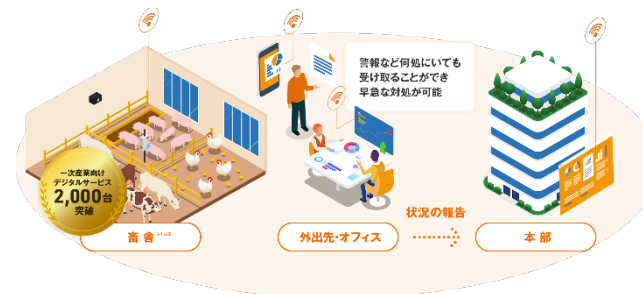 警報など何処にいても
受け取ることができ
早急な対処が可能
一次産業向け
デジタルサービス
2,000台
突破
畜舎
外出先・オフィス
状況の報告
本部